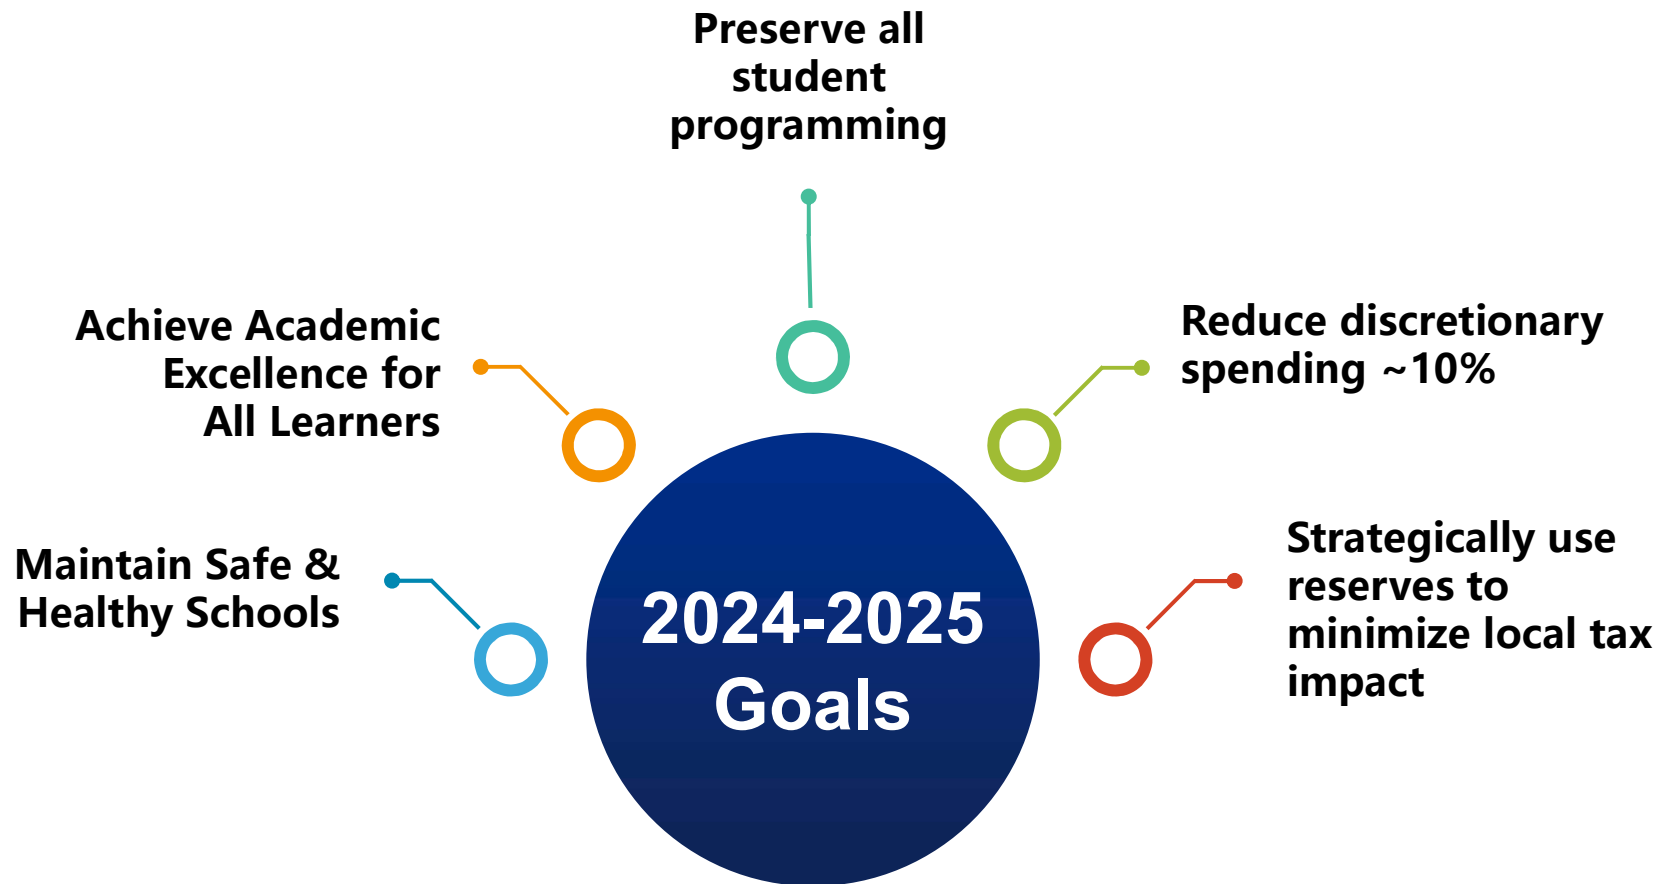 Preserve all
student
programming
Achieve Academic
Excellence for
All Learners
Reduce discretionary
spending ~10%
Maintain Safe &
Healthy Schools
Strategically use
reserves to
minimize local tax
impact
2024-2025
Goals